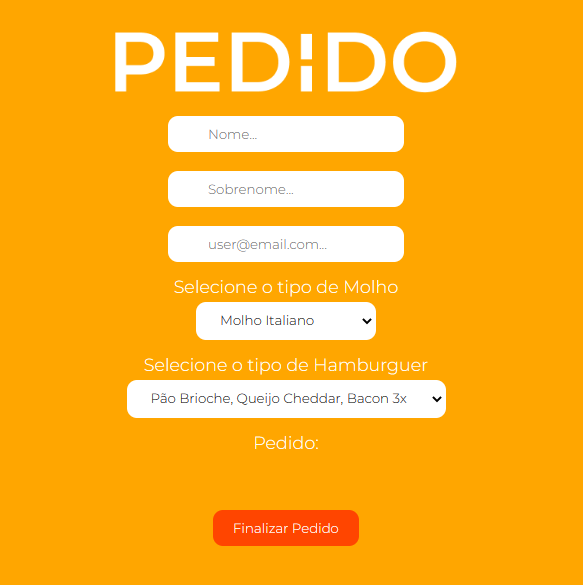 PEDIDO
Nome...
Sobrenome...
user@email.com...
Selecione o tipo de Molho
Molho Italiano
Selecione o tipo de Hamburguer
Pão Brioche, Queijo Cheddar, Bacon 3x
Pedido:
Finalizar Pedido